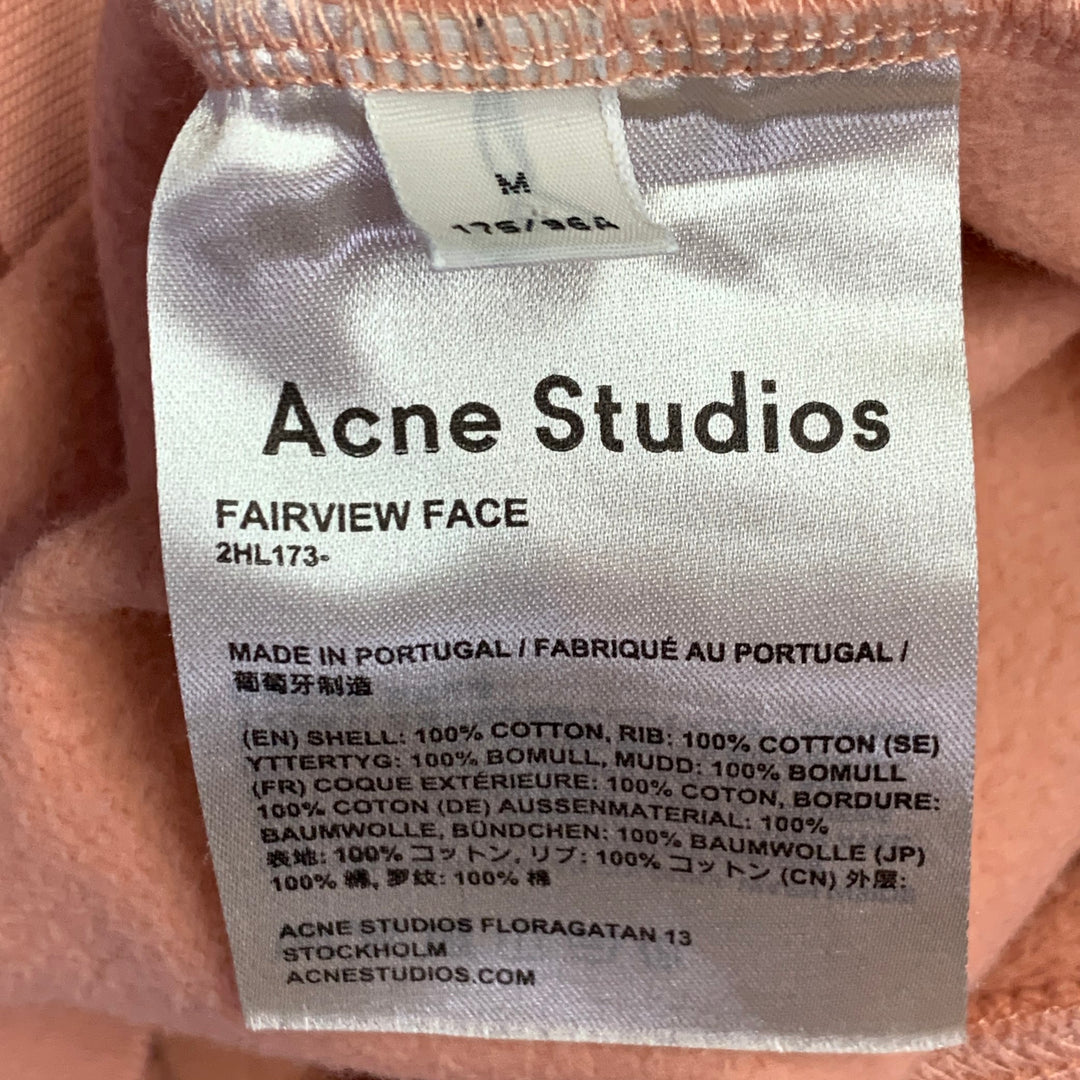 M
175/96A
Acne Studios
FAIRVIEW FACE
2HL173-
MADE IN PORTUGAL / FABRIQUÉ AU PORTUGAL /
葡萄牙制造
(EN) SHELL: 100% COTTON, RIB: 100% COTTON (SE)
YTTERTYG: 100% BOMULL, MUDD: 100% BOMULL
(FR) COQUE EXTÉRIEURE: 100% COTON, BORDURE:
100% COTON (DE) AUSSENMATERIAL: 100%
BAUMWOLLE, BÜNDCHEN: 100% BAUMWOLLE (JP)
表地: 100% コットン, リブ: 100% コットン (CN) 外层:
100% 棉, 罗纹: 100% 棉
ACNE STUDIOS FLORAGATAN 13
STOCKHOLM
ACNESTUDIOS.COM